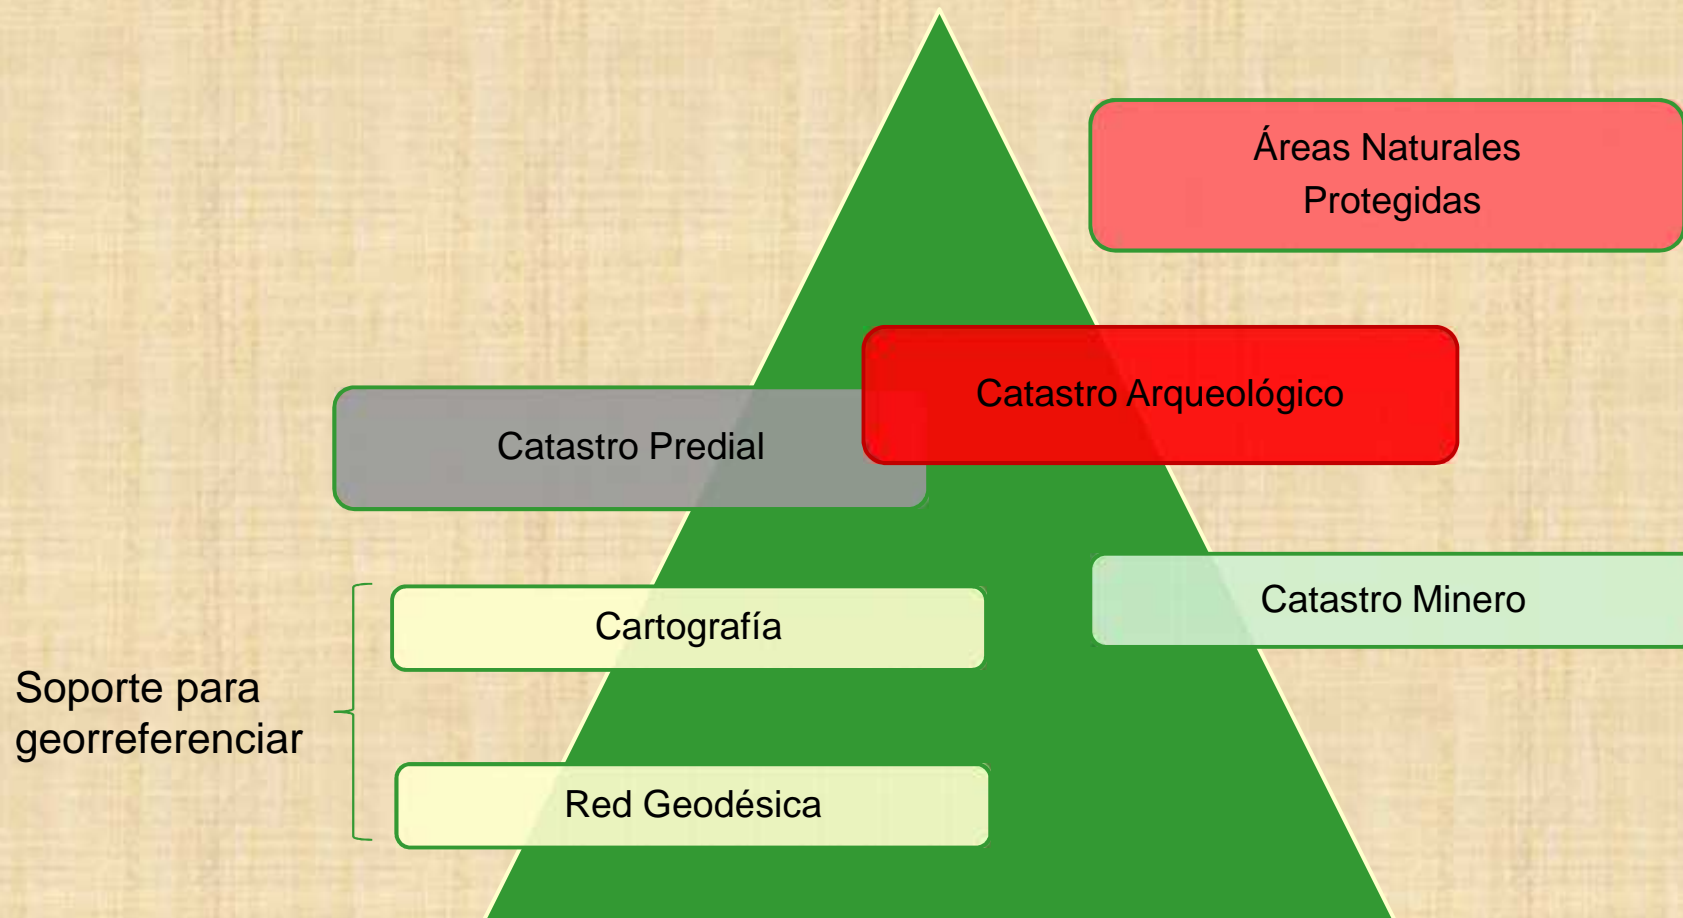 Áreas Naturales
Protegidas
Catastro Arqueológico
Catastro Predial
Catastro Minero
Cartografía
Soporte para
georreferenciar
Red Geodésica